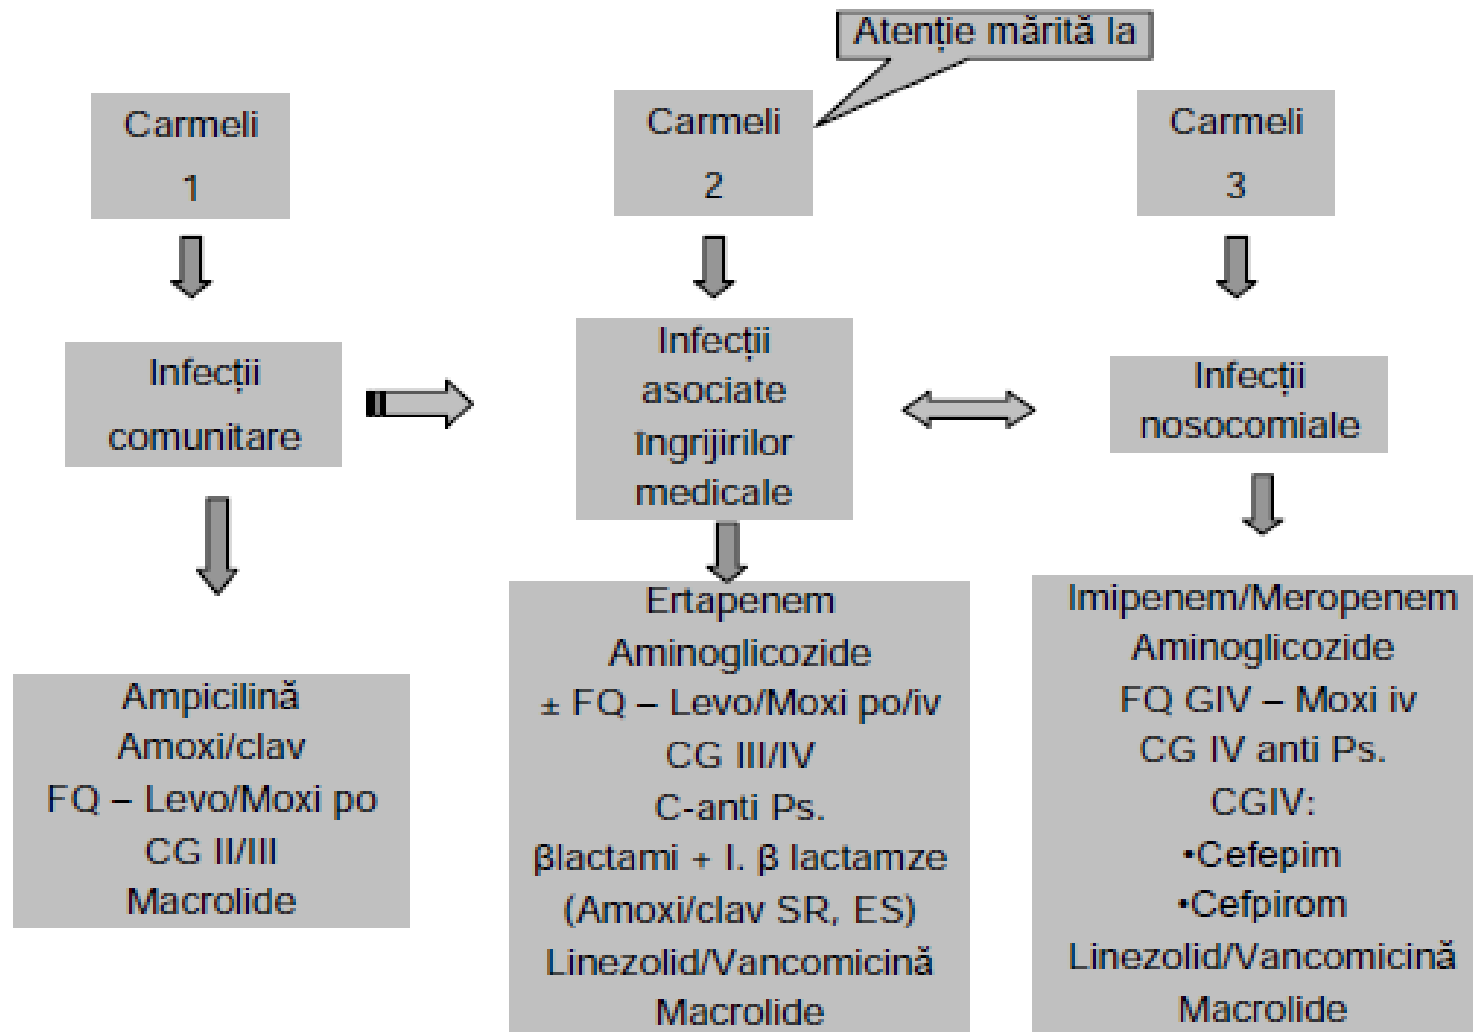 Atenție mărită la
Carmeli
1
Carmeli
2
Carmeli
3
Infecții
comunitare
Infecții
asociate
îngrijirilor
medicale
Infecții
nosocomiale
Ampicilină
Amoxi/clav
FQ – Levo/Moxi po
CG II/III
Macrolide
Ertapenem
Aminoglicozide
± FQ – Levo/Moxi po/iv
CG III/IV
C-anti Ps.
βlactami + I. β lactamze
(Amoxi/clav SR, ES)
Linezolid/Vancomicină
Macrolide
Imipenem/Meropenem
Aminoglicozide
FQ GIV – Moxi iv
CG IV anti Ps.
CGIV:
•Cefepim
•Cefpirom
Linezolid/Vancomicină
Macrolide